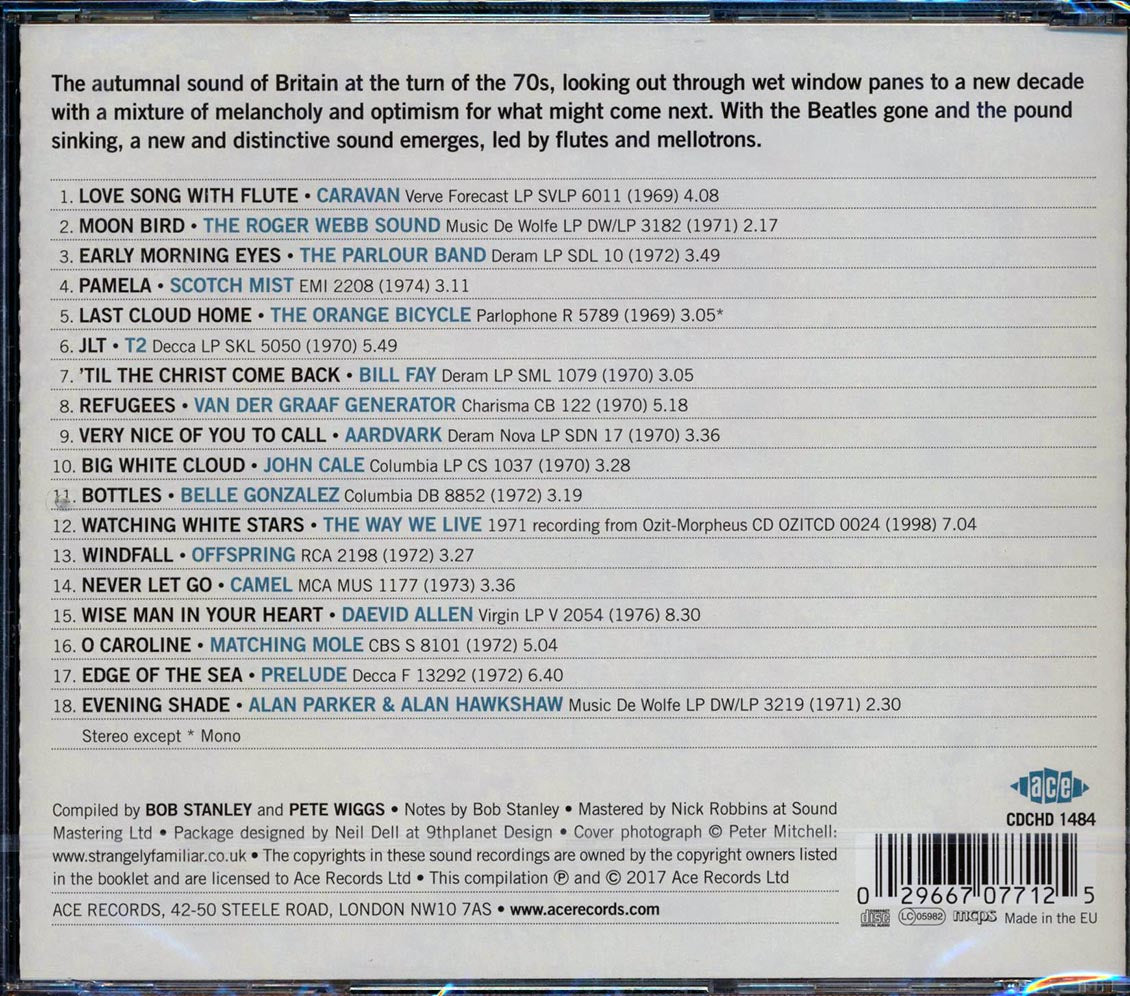 The autumnal sound of Britain at the turn of the 70s, looking out through wet window panes to a new decade
with a mixture of melancholy and optimism for what might come next. With the Beatles gone and the pound
sinking, a new and distinctive sound emerges, led by flutes and mellotrons.
1. LOVE SONG WITH FLUTE • CARAVAN Verve Forecast LP SVLP 6011 (1969) 4.08
2. MOON BIRD • THE ROGER WEBB SOUND Music De Wolfe LP DW/LP 3182 (1971) 2.17
3. EARLY MORNING EYES • THE PARLOUR BAND Deram LP SDL 10 (1972) 3.49
4. PAMELA • SCOTCH MIST EMI 2208 (1974) 3.11
5. LAST CLOUD HOME • THE ORANGE BICYCLE Parlophone R 5789 (1969) 3.05*
6. JLT • T2 Decca LP SKL 5050 (1970) 5.49
7. 'TIL THE CHRIST COME BACK • BILL FAY Deram LP SML 1079 (1970) 3.05
8. REFUGEES • VAN DER GRAAF GENERATOR Charisma CB 122 (1970) 5.18
9. VERY NICE OF YOU TO CALL • AARDVARK Deram Nova LP SDN 17 (1970) 3.36
10. BIG WHITE CLOUD • JOHN CALE Columbia LP CS 1037 (1970) 3.28
11. BOTTLES • BELLE GONZALEZ Columbia DB 8852 (1972) 3.19
12. WATCHING WHITE STARS • THE WAY WE LIVE 1971 recording from Ozit-Morpheus CD OZITCD 0024 (1998) 7.04
13. WINDFALL • OFFSPRING RCA 2198 (1972) 3.27
14. NEVER LET GO • CAMEL MCA MUS 1177 (1973) 3.36
15. WISE MAN IN YOUR HEART • DAEVID ALLEN Virgin LP V 2054 (1976) 8.30
16. O CAROLINE • MATCHING MOLE CBS S 8101 (1972) 5.04
17. EDGE OF THE SEA • PRELUDE Decca F 13292 (1972) 6.40
18. EVENING SHADE • ALAN PARKER & ALAN HAWKSHAW Music De Wolfe LP DW/LP 3219 (1971) 2.30
Stereo except * Mono
ace
CDCHD 1484
Compiled by BOB STANLEY and PETE WIGGS • Notes by Bob Stanley • Mastered by Nick Robbins at Sound
Mastering Ltd • Package designed by Neil Dell at 9thplanet Design • Cover photograph © Peter Mitchell:
www.strangelyfamiliar.co.uk • The copyrights in these sound recordings are owned by the copyright owners listed
in the booklet and are licensed to Ace Records Ltd • This compilation ℗ and © 2017 Ace Records Ltd
ACE RECORDS, 42-50 STEELE ROAD, LONDON NW10 7AS • www.acerecords.com
0 29667 07712 5
COMPACT disc DIGITAL AUDIO LC 05982 mcps Made in the EU